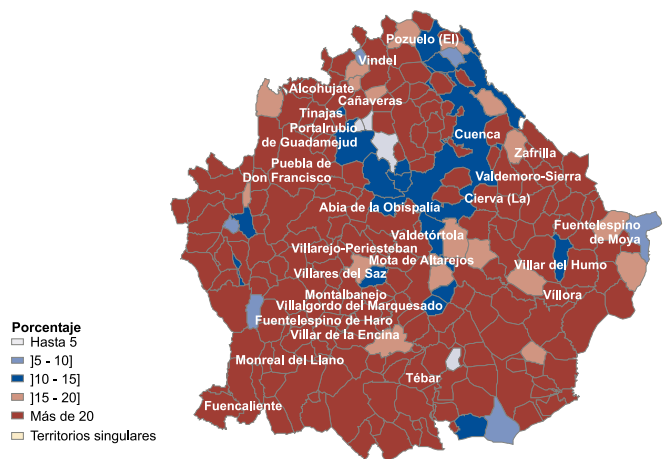 Pozuelo (El)
Vindel
Alcohujate
Cañaveras
Tinajas
Portalrubio
de Guadamejud
Cuenca
Zafrilla
Puebla de
Don Francisco
Valdemoro-Sierra
Cierva (La)
Abia de la Obispalía
Fuentelespino
de Moya
Valdetórtola
Villarejo-Periesteban
Mota de Altarejos
Villar del Humo
Villares del Saz
Víllora
Montalbanejo
Villalgordo del Marquesado
Fuentelespino de Haro
Villar de la Encina
Monreal del Llano
Tébar
Fuencaliente
Porcentaje
Hasta 5
]5 - 10]
]10 - 15]
]15 - 20]
Más de 20
Territorios singulares